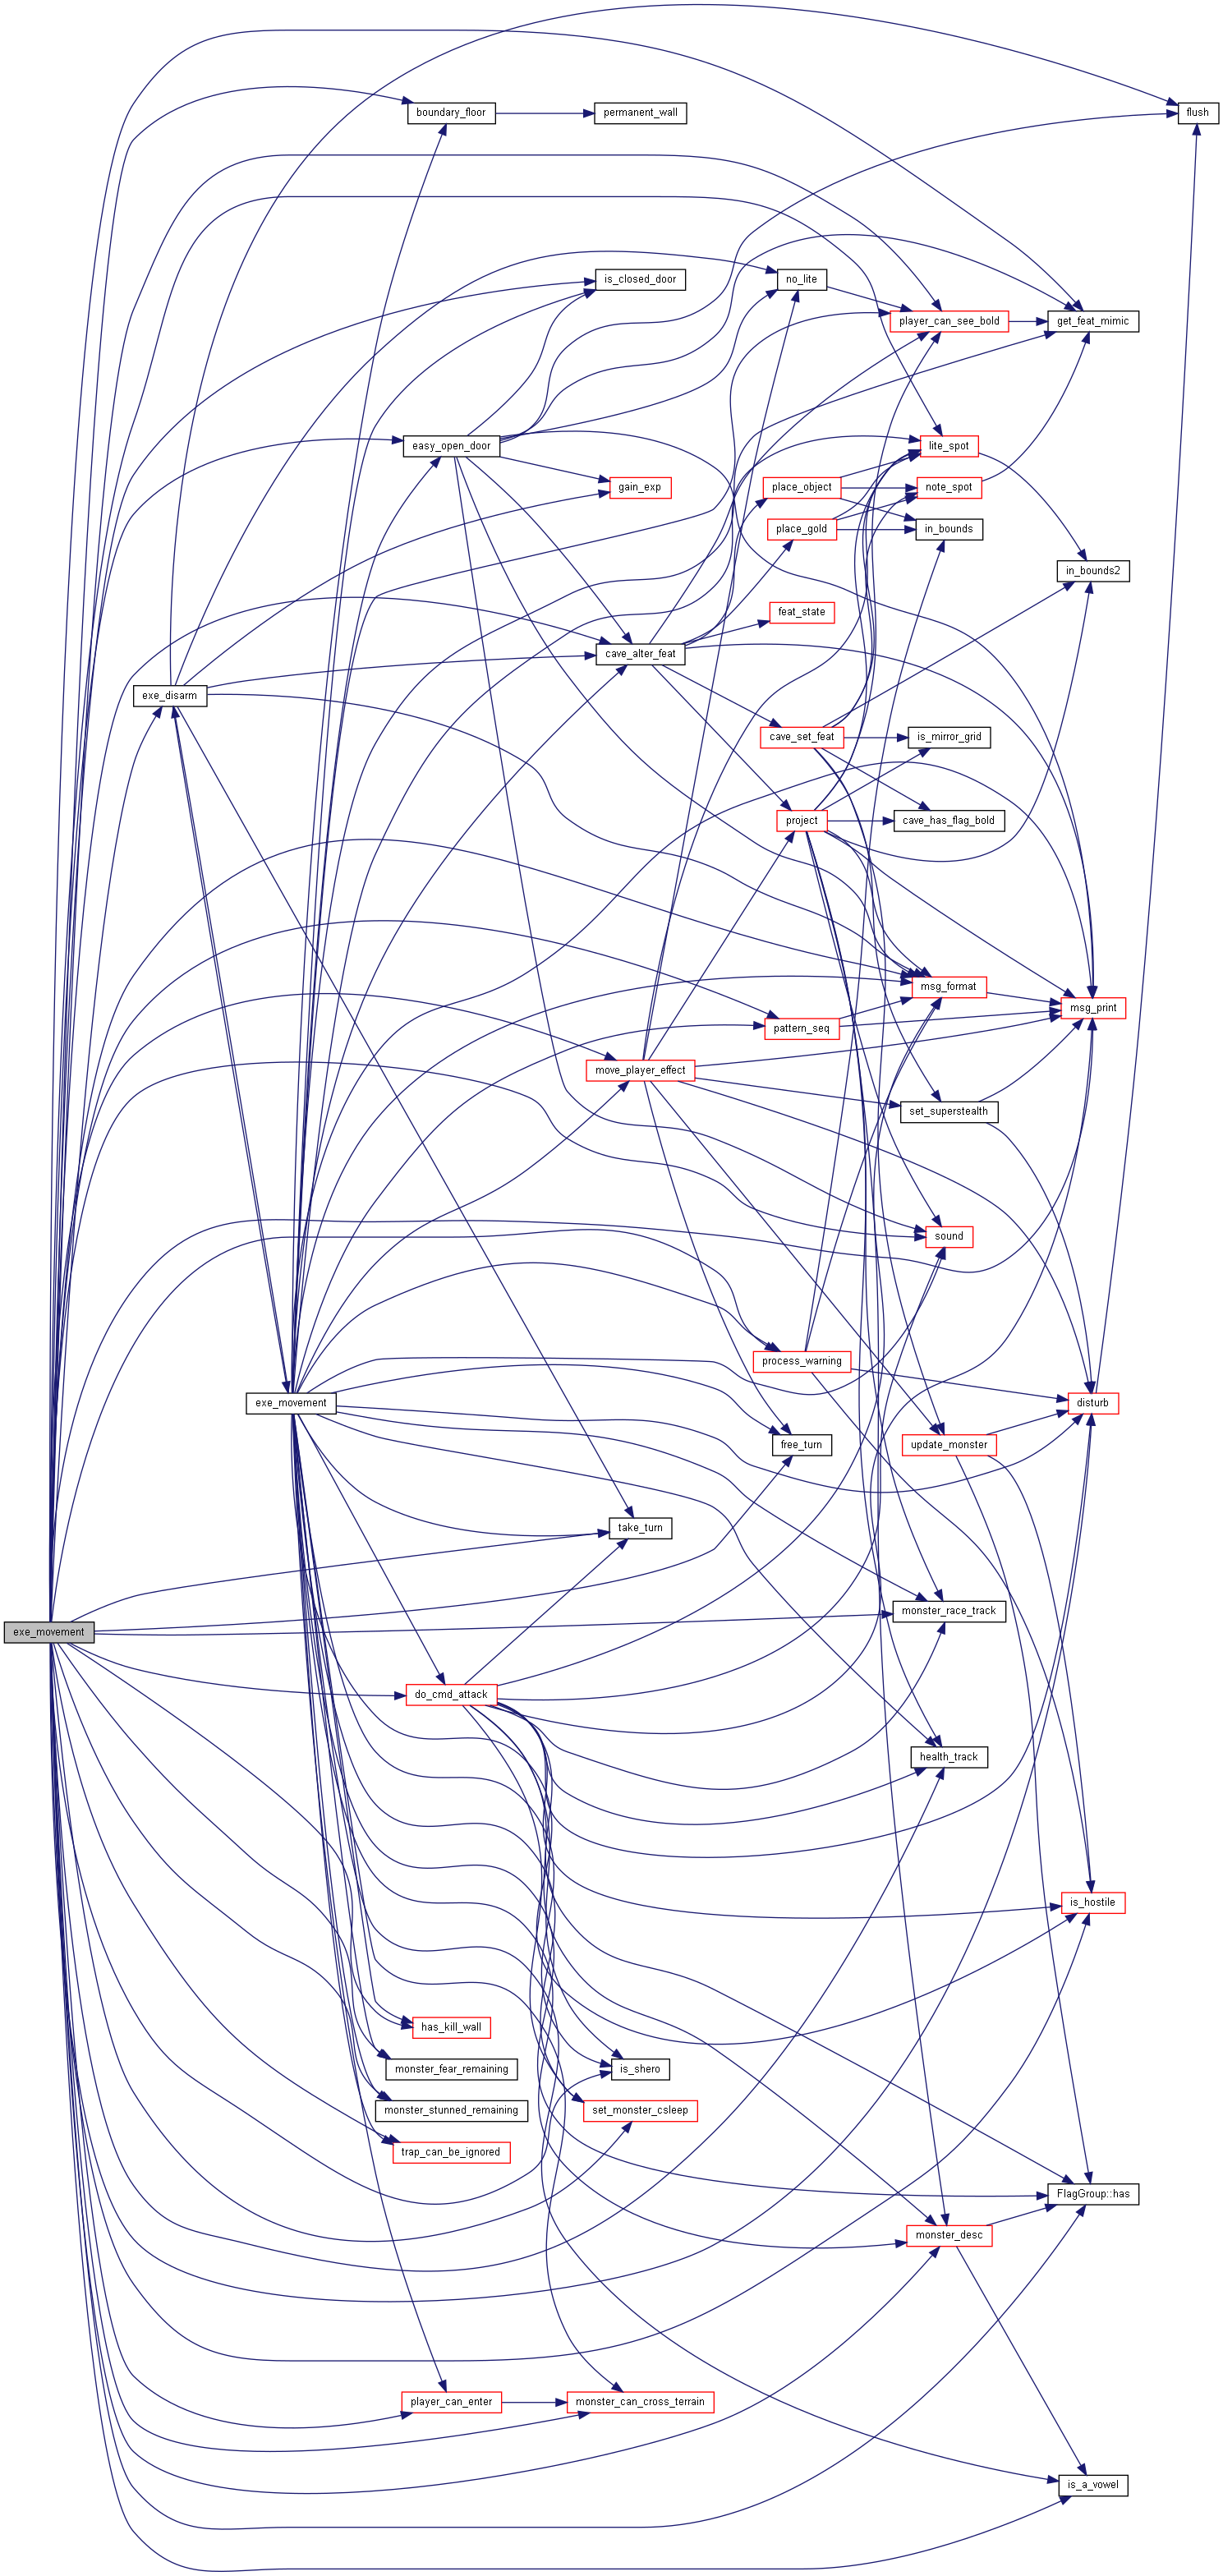 boundary_floor
permanent_wall
flush
is_closed_door
no_lite
player_can_see_bold
get_feat_mimic
easy_open_door
lite_spot
gain_exp
place_object
note_spot
place_gold
in_bounds
in_bounds2
feat_state
cave_alter_feat
exe_disarm
cave_set_feat
is_mirror_grid
project
cave_has_flag_bold
msg_format
msg_print
pattern_seq
move_player_effect
set_superstealth
sound
process_warning
exe_movement
disturb
free_turn
update_monster
take_turn
monster_race_track
exe_movement
do_cmd_attack
health_track
is_hostile
has_kill_wall
monster_fear_remaining
is_shero
monster_stunned_remaining
set_monster_csleep
trap_can_be_ignored
FlagGroup::has
monster_desc
player_can_enter
monster_can_cross_terrain
is_a_vowel